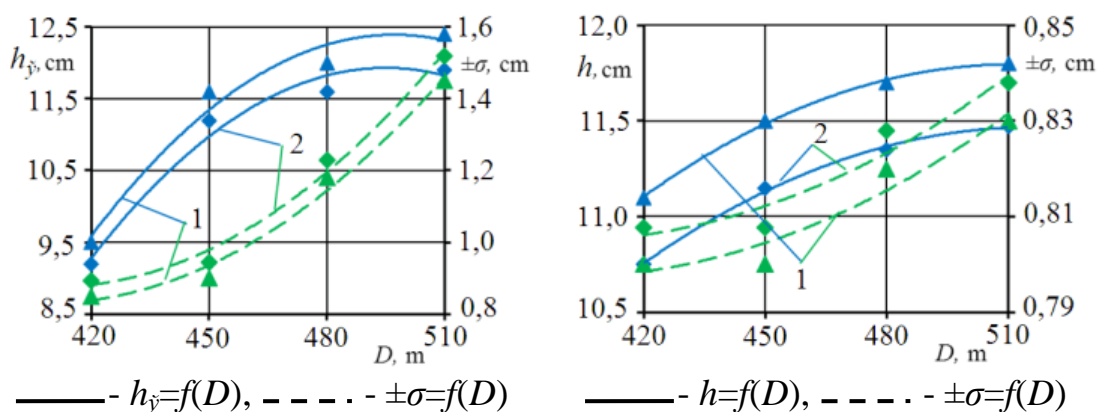 12,5
11,5
10,5
9,5
8,5
h_y̌, cm
1,6
1,4
1,2
1,0
0,8
±σ, cm
2
1
420 450 480 510
D, m
——— - h_y̌=f(D), – – – - ±σ=f(D)
12,0
11,5
11,0
10,5
h, cm
0,85
0,83
0,81
0,79
±σ, cm
2
1
420 450 480 510
D, m
——— - h=f(D), – – – - ±σ=f(D)